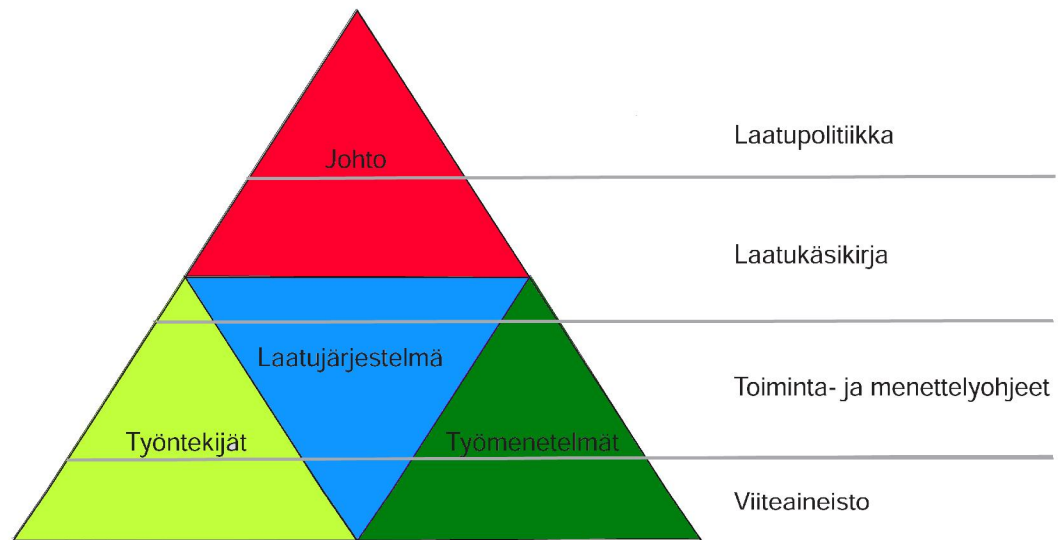 Laatupolitiikka
Johto
Laatukäsikirja
Laatujärjestelmä
Toiminta- ja menettelyohjeet
Työntekijät
Työmenetelmät
Viiteaineisto